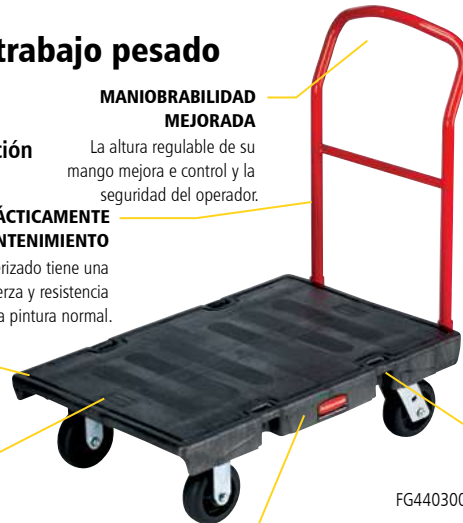 trabajo pesado
MANIOBRABILIDAD
MEJORADA
ción
La altura regulable de su
mango mejora e control y la
seguridad del operador.
ÁCTICAMENTE
NTENIMIENTO
erizado tiene una
erza y resistencia
a pintura normal.
FG440300